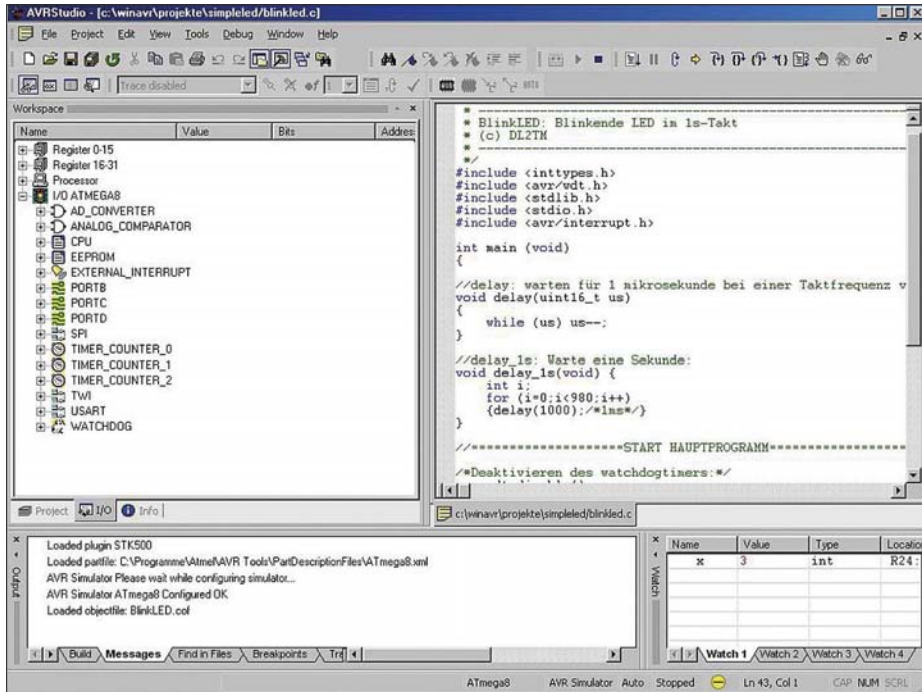 AVRStudio - [c:\winavr\projekte\simpleled/blinkled.c]
File Project Edit View Tools Debug Window Help
Trace disabled
Workspace
Name Value Bits Addres
Register 0-15
Register 16-31
Processor
I/O ATMEGA8
AD_CONVERTER
ANALOG_COMPARATOR
CPU
EEPROM
EXTERNAL_INTERRUPT
PORTB
PORTC
PORTD
SPI
TIMER_COUNTER_0
TIMER_COUNTER_1
TIMER_COUNTER_2
TWI
USART
WATCHDOG
Project I/O Info
* ----------------------------------------
* BlinkLED: Blinkende LED im 1s-Takt
* (c) DL2TM
* ----------------------------------------
*/
#include <inttypes.h>
#include <avr/wdt.h>
#include <stdlib.h>
#include <stdio.h>
#include <avr/interrupt.h>
int main (void)
{
//delay: warten für 1 mikrosekunde bei einer Taktfrequenz v
void delay(uint16_t us)
{
while (us) us--;
}
//delay_1s: Warte eine Sekunde:
void delay_1s(void) {
int i;
for (i=0;i<980;i++)
{delay(1000);/*1ms*/}
}
//====================START HAUPTPROGRAMM==================
/*Deaktivieren des watchdogtimers:*/
c:\winavr\projekte\simpleled/blinkled.c
Output
Loaded plugin STK500
Loaded partfile: C:\Programme\Atmel\AVR Tools\PartDescriptionFiles\ATmega8.xml
AVR Simulator Please wait while configuring simulator...
AVR Simulator ATmega8 Configured OK
Loaded objectfile: BlinkLED.cof
Build Messages Find in Files Breakpoints Tra
Watch
Name Value Type Locatio
x 3 int R24:
Watch 1 Watch 2 Watch 3 Watch 4
ATmega8 AVR Simulator Auto Stopped Ln 43, Col 1 CAP NUM SCRL